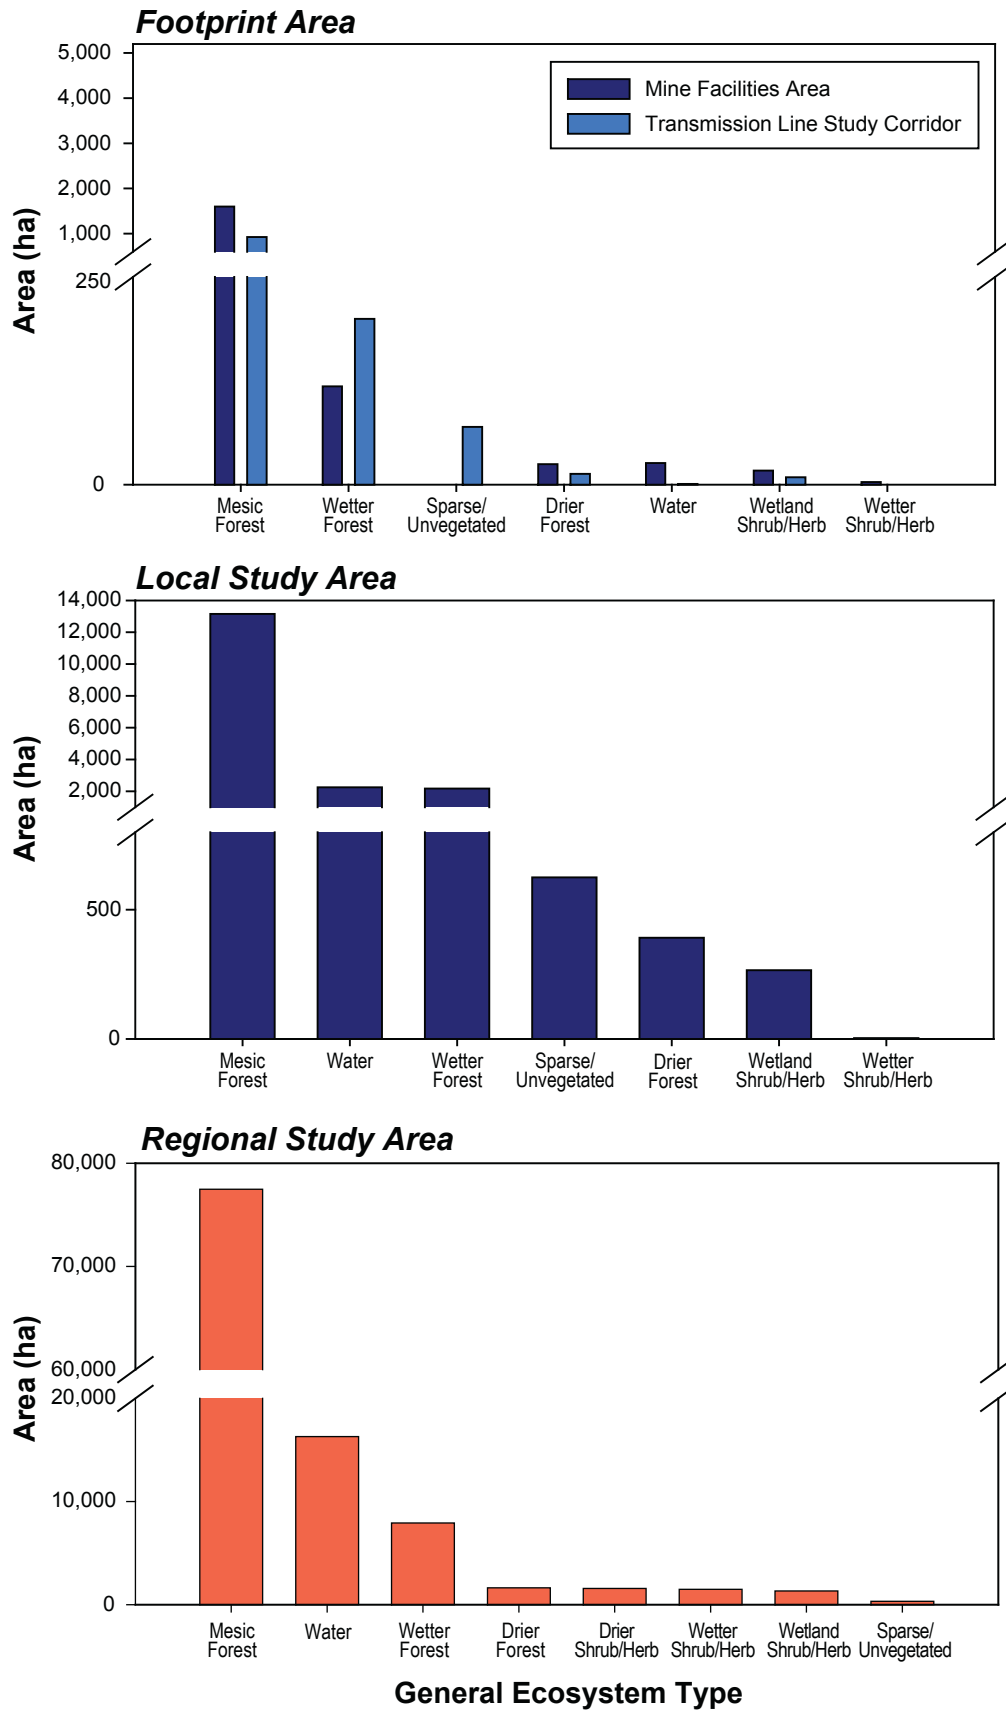 Footprint Area
5,000
4,000
3,000
2,000
1,000
250
0
Area (ha)
Mine Facilities Area
Transmission Line Study Corridor
Mesic
Forest
Wetter
Forest
Sparse/
Unvegetated
Drier
Forest
Water
Wetland
Shrub/Herb
Wetter
Shrub/Herb
Local Study Area
14,000
12,000
10,000
8,000
6,000
4,000
2,000
500
0
Area (ha)
Mesic
Forest
Water
Wetter
Forest
Sparse/
Unvegetated
Drier
Forest
Wetland
Shrub/Herb
Wetter
Shrub/Herb
Regional Study Area
80,000
70,000
60,000
20,000
10,000
0
Area (ha)
Mesic
Forest
Water
Wetter
Forest
Drier
Forest
Drier
Shrub/Herb
Wetter
Shrub/Herb
Wetland
Shrub/Herb
Sparse/
Unvegetated
General Ecosystem Type